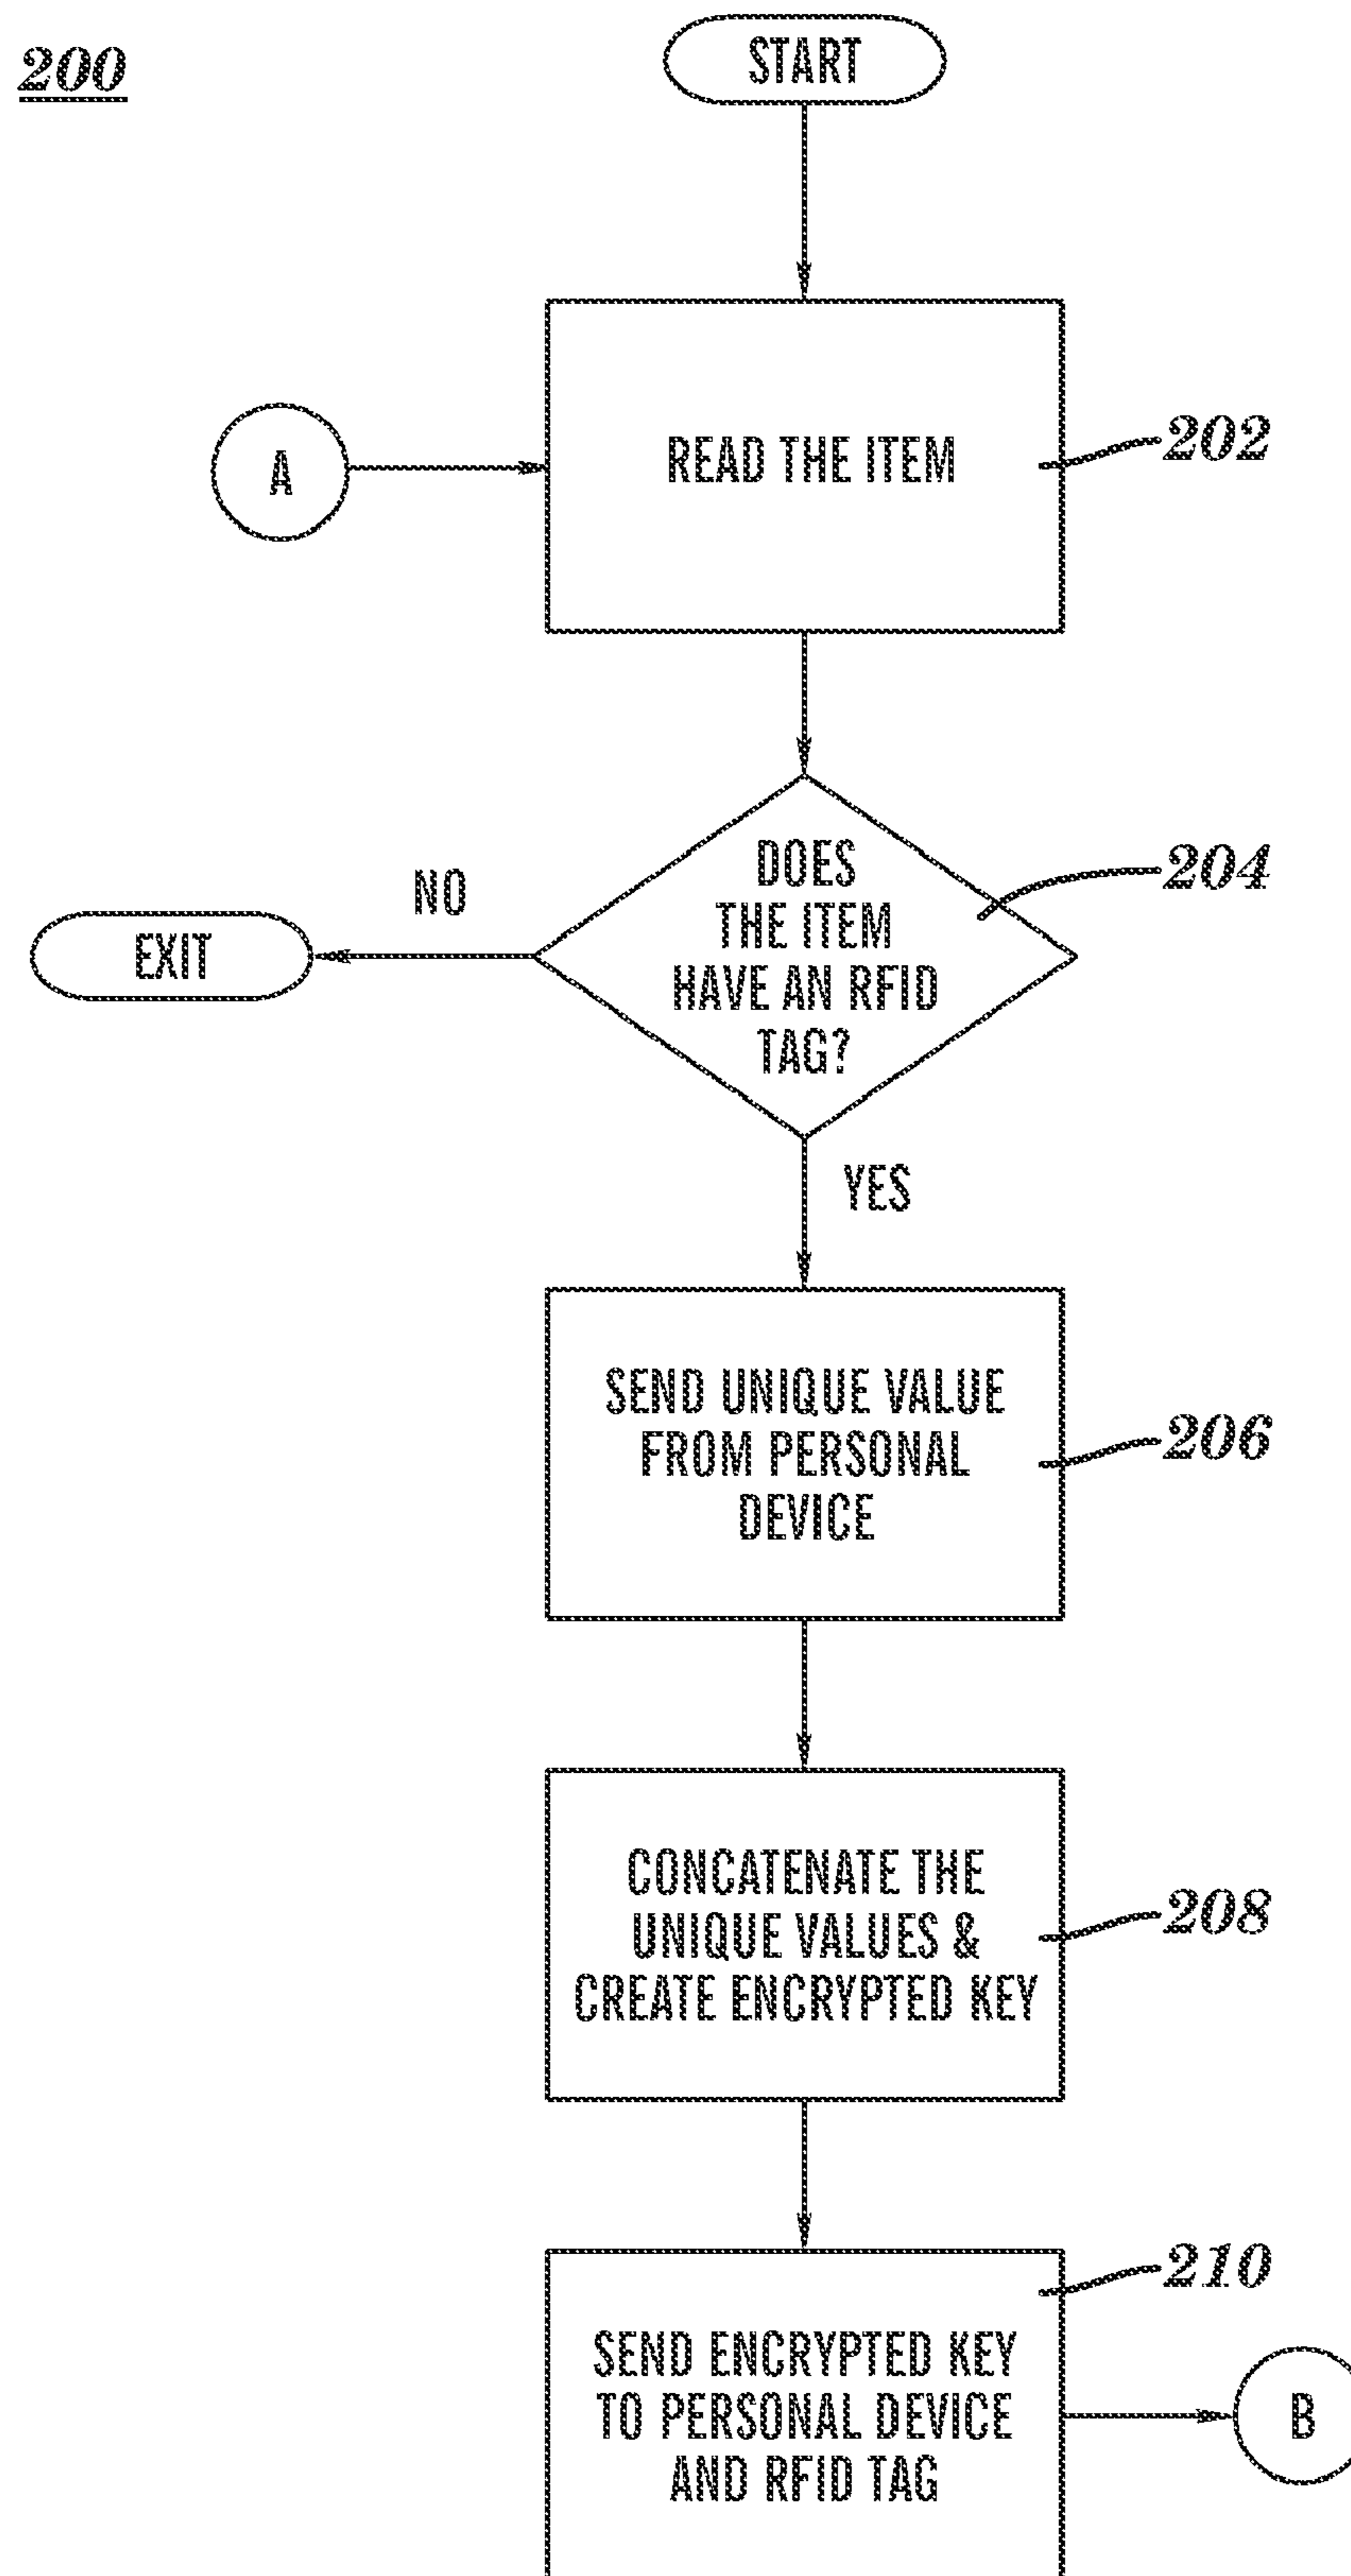 200
START
A
READ THE ITEM
202
DOES
THE ITEM
HAVE AN RFID
TAG?
204
NO
EXIT
YES
SEND UNIQUE VALUE
FROM PERSONAL
DEVICE
206
CONCATENATE THE
UNIQUE VALUES &
CREATE ENCRYPTED KEY
208
210
SEND ENCRYPTED KEY
TO PERSONAL DEVICE
AND RFID TAG
B